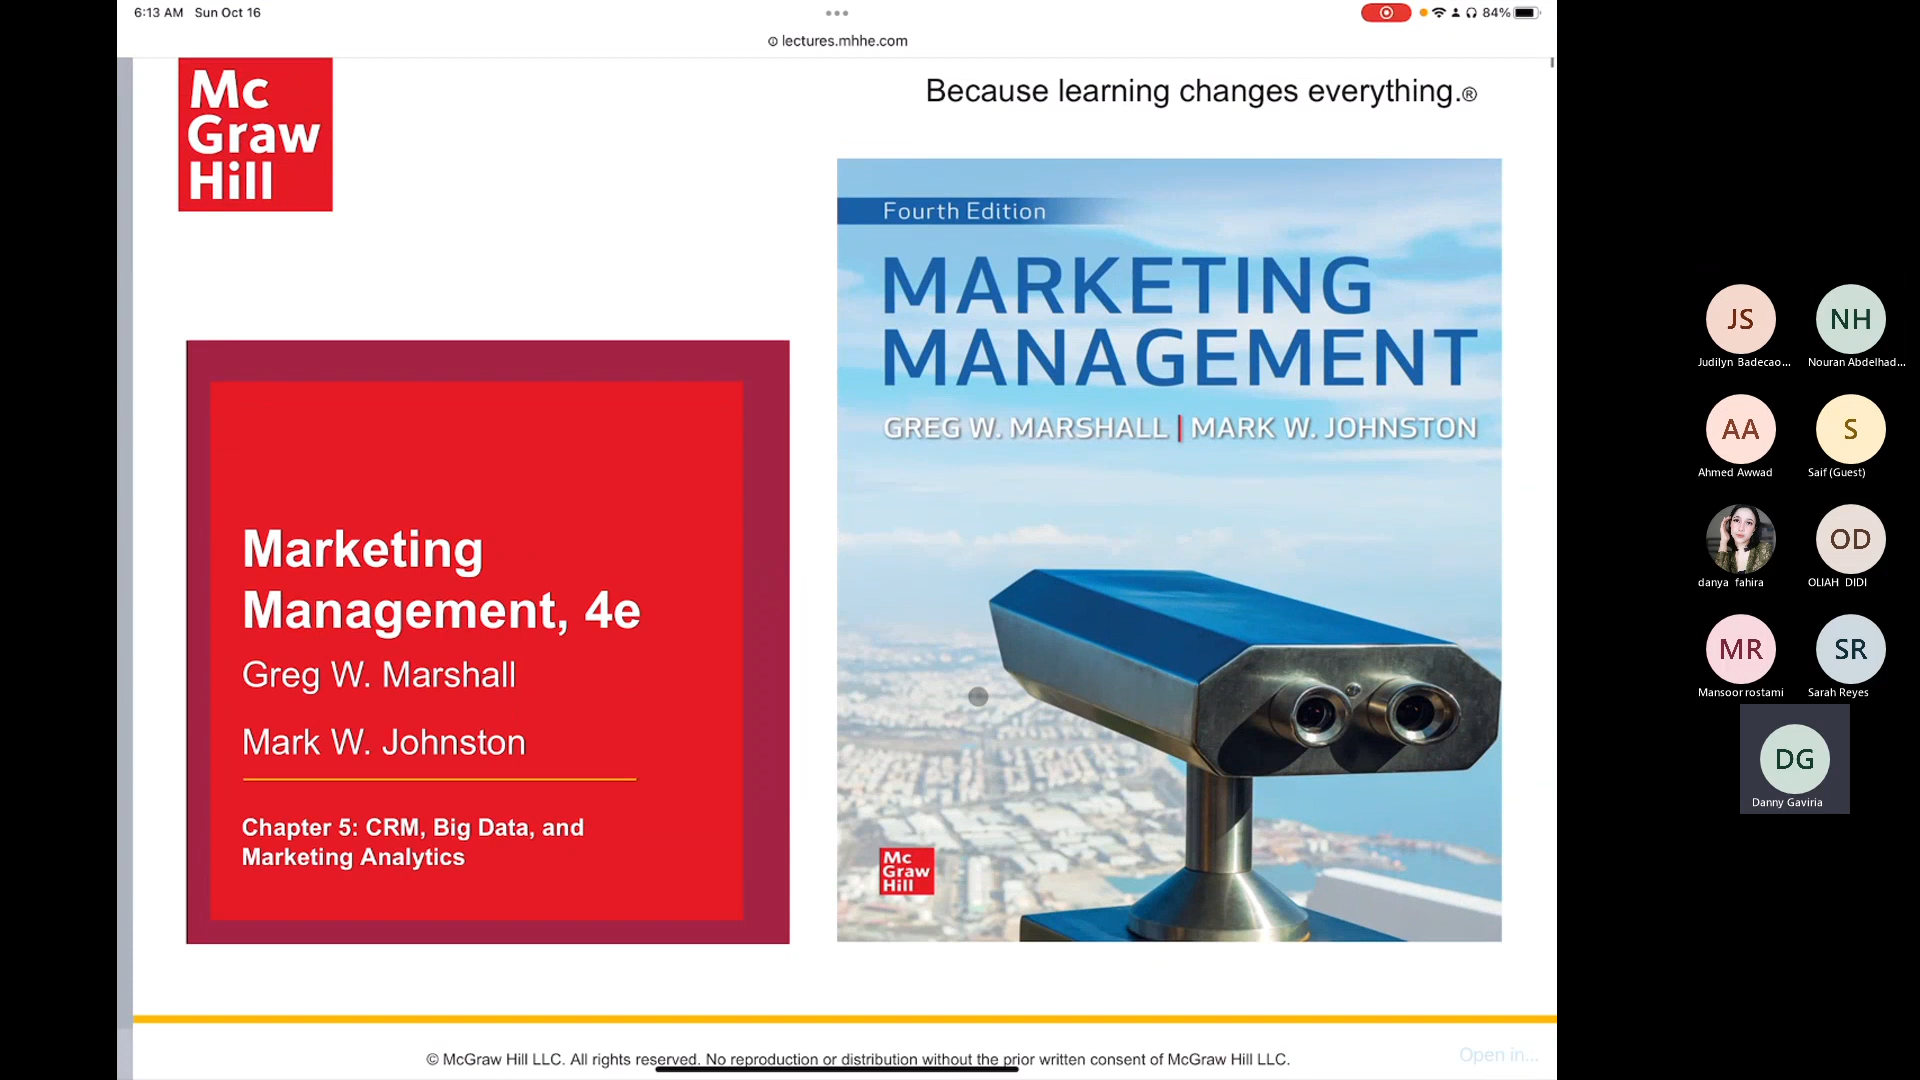 6:13 AM Sun Oct 16
84%
lectures.mhhe.com
Mc
Graw
Hill
Because learning changes everything.®
Fourth Edition
MARKETING
MANAGEMENT
GREG W. MARSHALL | MARK W. JOHNSTON
Mc
Graw
Hill
Marketing
Management, 4e
Greg W. Marshall
Mark W. Johnston
Chapter 5: CRM, Big Data, and
Marketing Analytics
© McGraw Hill LLC. All rights reserved. No reproduction or distribution without the prior written consent of McGraw Hill LLC.
Open in...
JS
Judilyn Badecao...
NH
Nouran Abdelhad...
AA
Ahmed Awwad
S
Saif (Guest)
danya fahira
OD
OLIAH DIDI
MR
Mansoor rostami
SR
Sarah Reyes
DG
Danny Gaviria